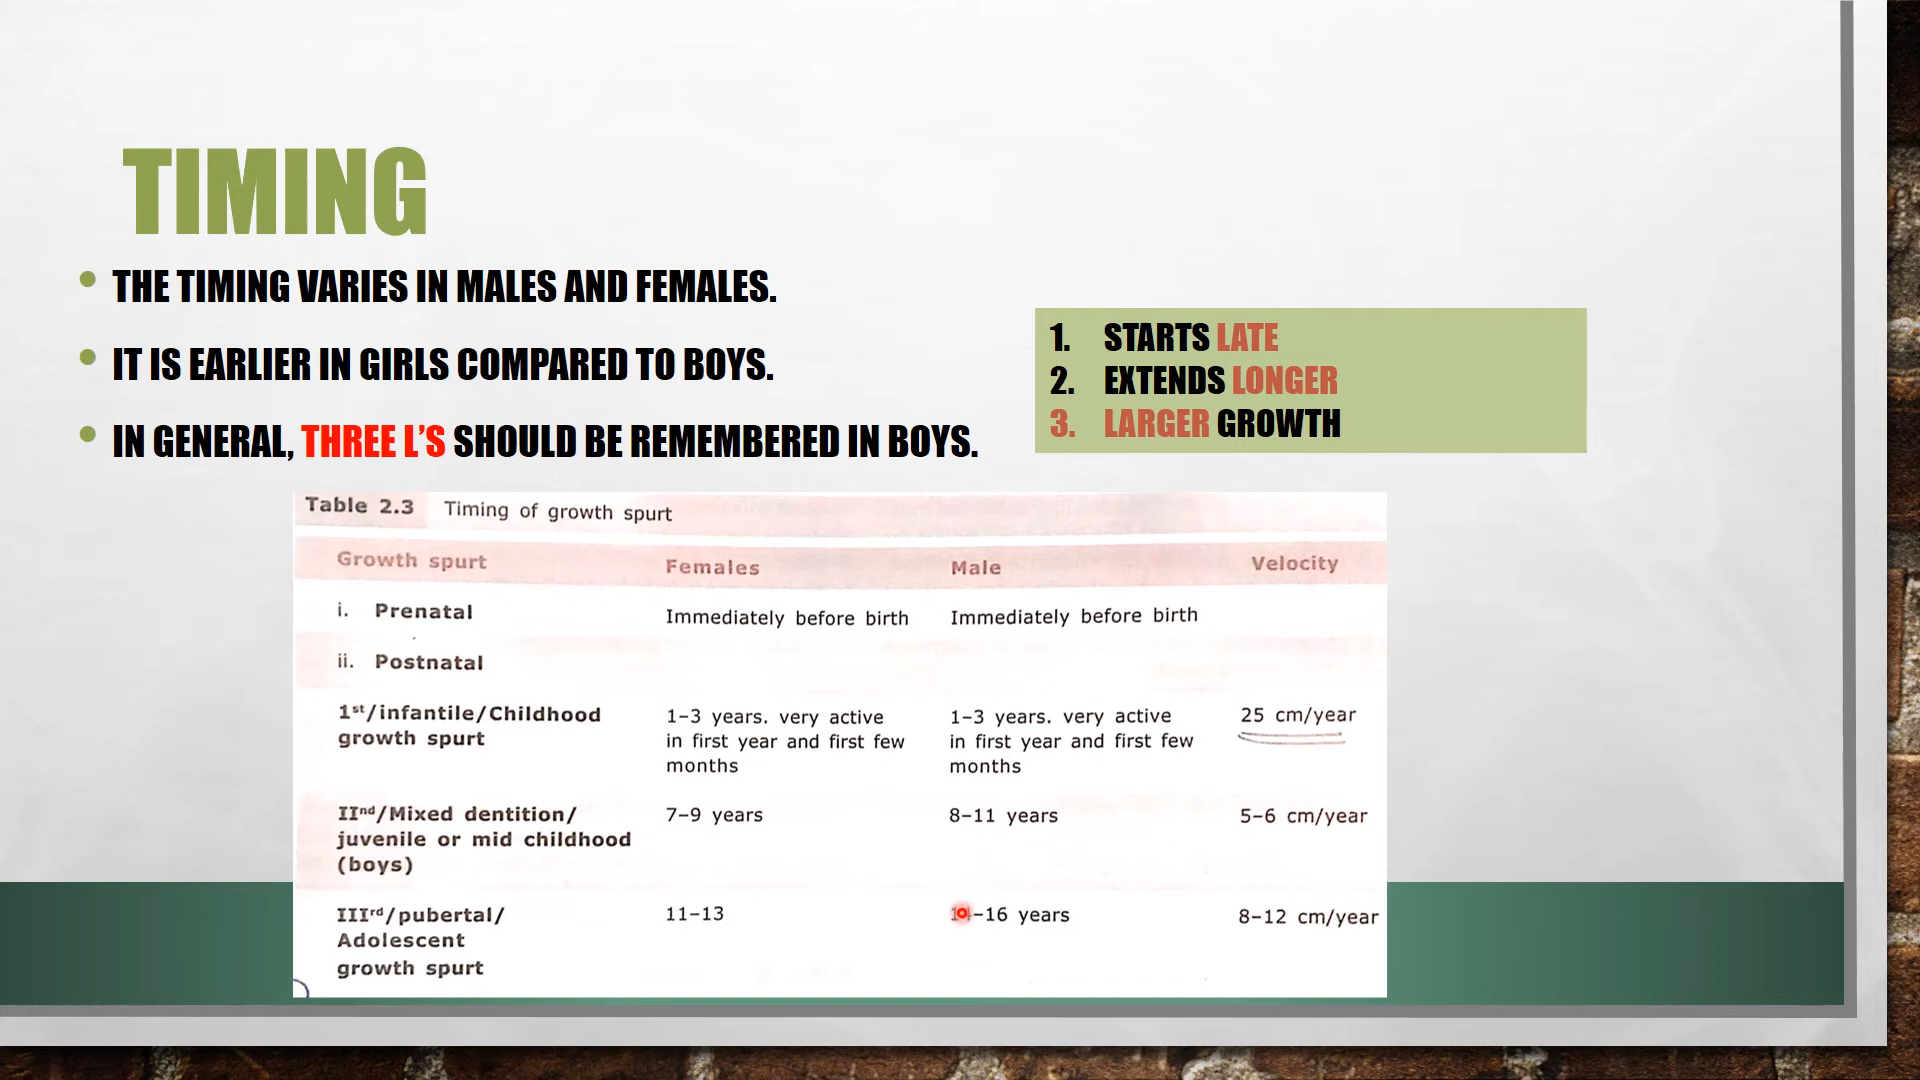 TIMING
THE TIMING VARIES IN MALES AND FEMALES.
IT IS EARLIER IN GIRLS COMPARED TO BOYS.
IN GENERAL, THREE L'S SHOULD BE REMEMBERED IN BOYS.
1. STARTS LATE
2. EXTENDS LONGER
3. LARGER GROWTH
Table 2.3 Timing of growth spurt
Growth spurt Females Male Velocity
i. Prenatal Immediately before birth Immediately before birth
ii. Postnatal
1st/infantile/Childhood 1–3 years. very active 1–3 years. very active 25 cm/year
growth spurt in first year and first few in first year and first few
months months
IInd/Mixed dentition/ 7–9 years 8–11 years 5–6 cm/year
juvenile or mid childhood
(boys)
IIIrd/pubertal/ 11–13 –16 years 8–12 cm/year
Adolescent
growth spurt